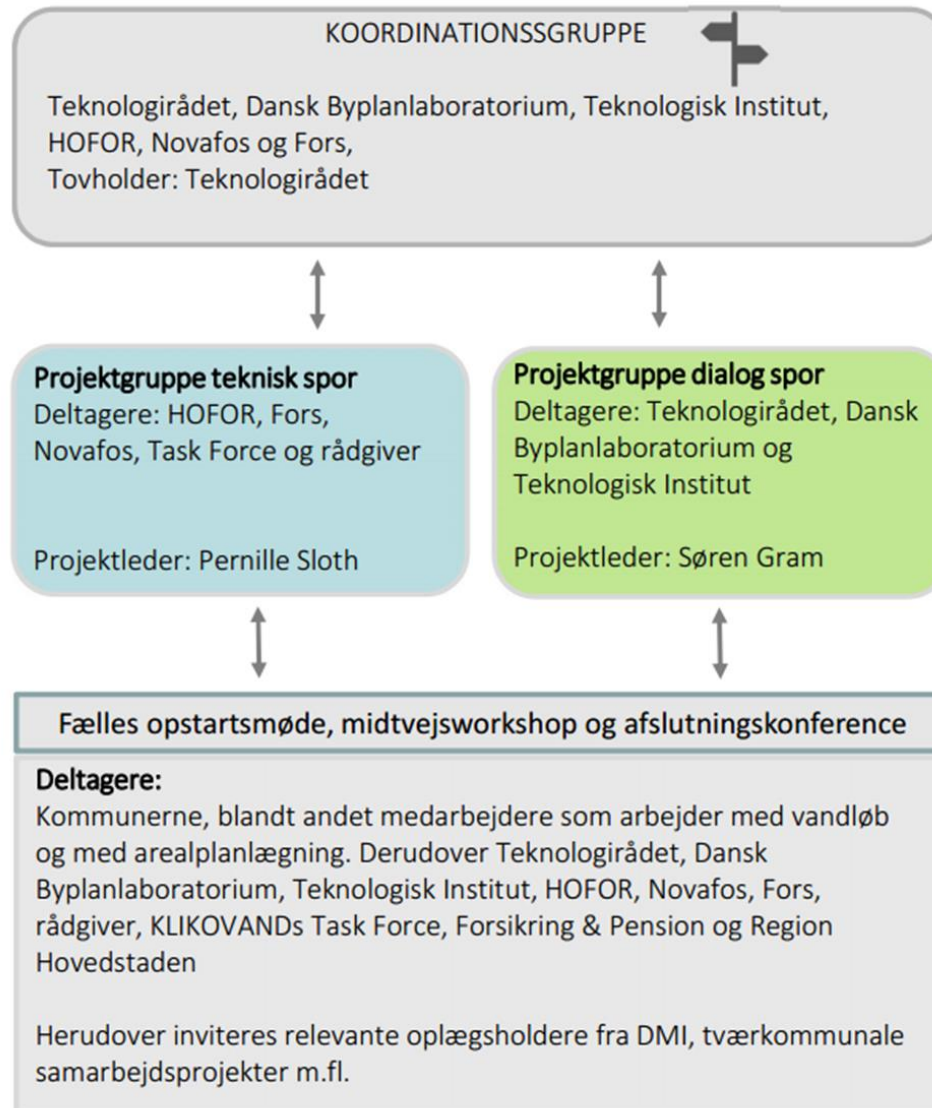 KOORDINATIONSSGRUPPE
Teknologirådet, Dansk Byplanlaboratorium, Teknologisk Institut,
HOFOR, Novafos og Fors,
Tovholder: Teknologirådet
Projektgruppe teknisk spor
Deltagere: HOFOR, Fors,
Novafos, Task Force og rådgiver
Projektleder: Pernille Sloth
Projektgruppe dialog spor
Deltagere: Teknologirådet, Dansk
Byplanlaboratorium og
Teknologisk Institut
Projektleder: Søren Gram
Fælles opstartsmøde, midtvejsworkshop og afslutningskonference
Deltagere:
Kommunerne, blandt andet medarbejdere som arbejder med vandløb
og med arealplanlægning. Derudover Teknologirådet, Dansk
Byplanlaboratorium, Teknologisk Institut, HOFOR, Novafos, Fors,
rådgiver, KLIKOVANDs Task Force, Forsikring & Pension og Region
Hovedstaden
Herudover inviteres relevante oplægsholdere fra DMI, tværkommunale
samarbejdsprojekter m.fl.